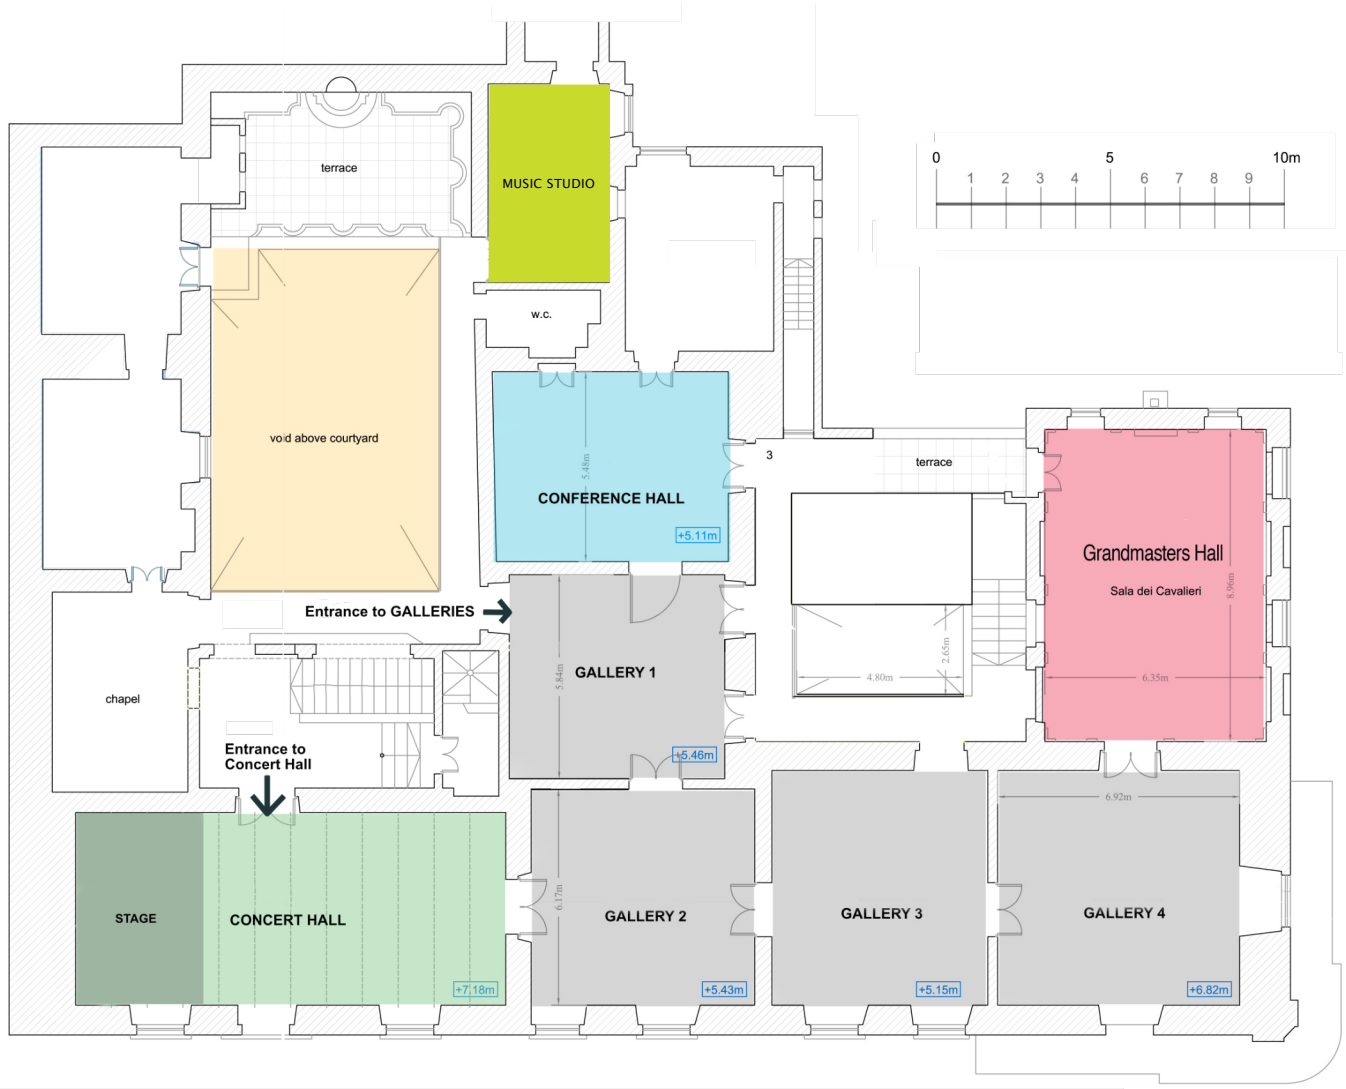 0 5 10m
1 2 3 4 6 7 8 9
terrace
MUSIC STUDIO
w.c.
void above courtyard
3
terrace
5.48m
CONFERENCE HALL
+5.11m
Grandmasters Hall
Sala dei Cavalieri
8.96m
6.35m
Entrance to GALLERIES
2.65m
4.80m
5.84m
GALLERY 1
+5.46m
chapel
Entrance to
Concert Hall
6.92m
STAGE
CONCERT HALL
+7.18m
6.17m
GALLERY 2
+5.43m
GALLERY 3
+5.15m
GALLERY 4
+6.82m